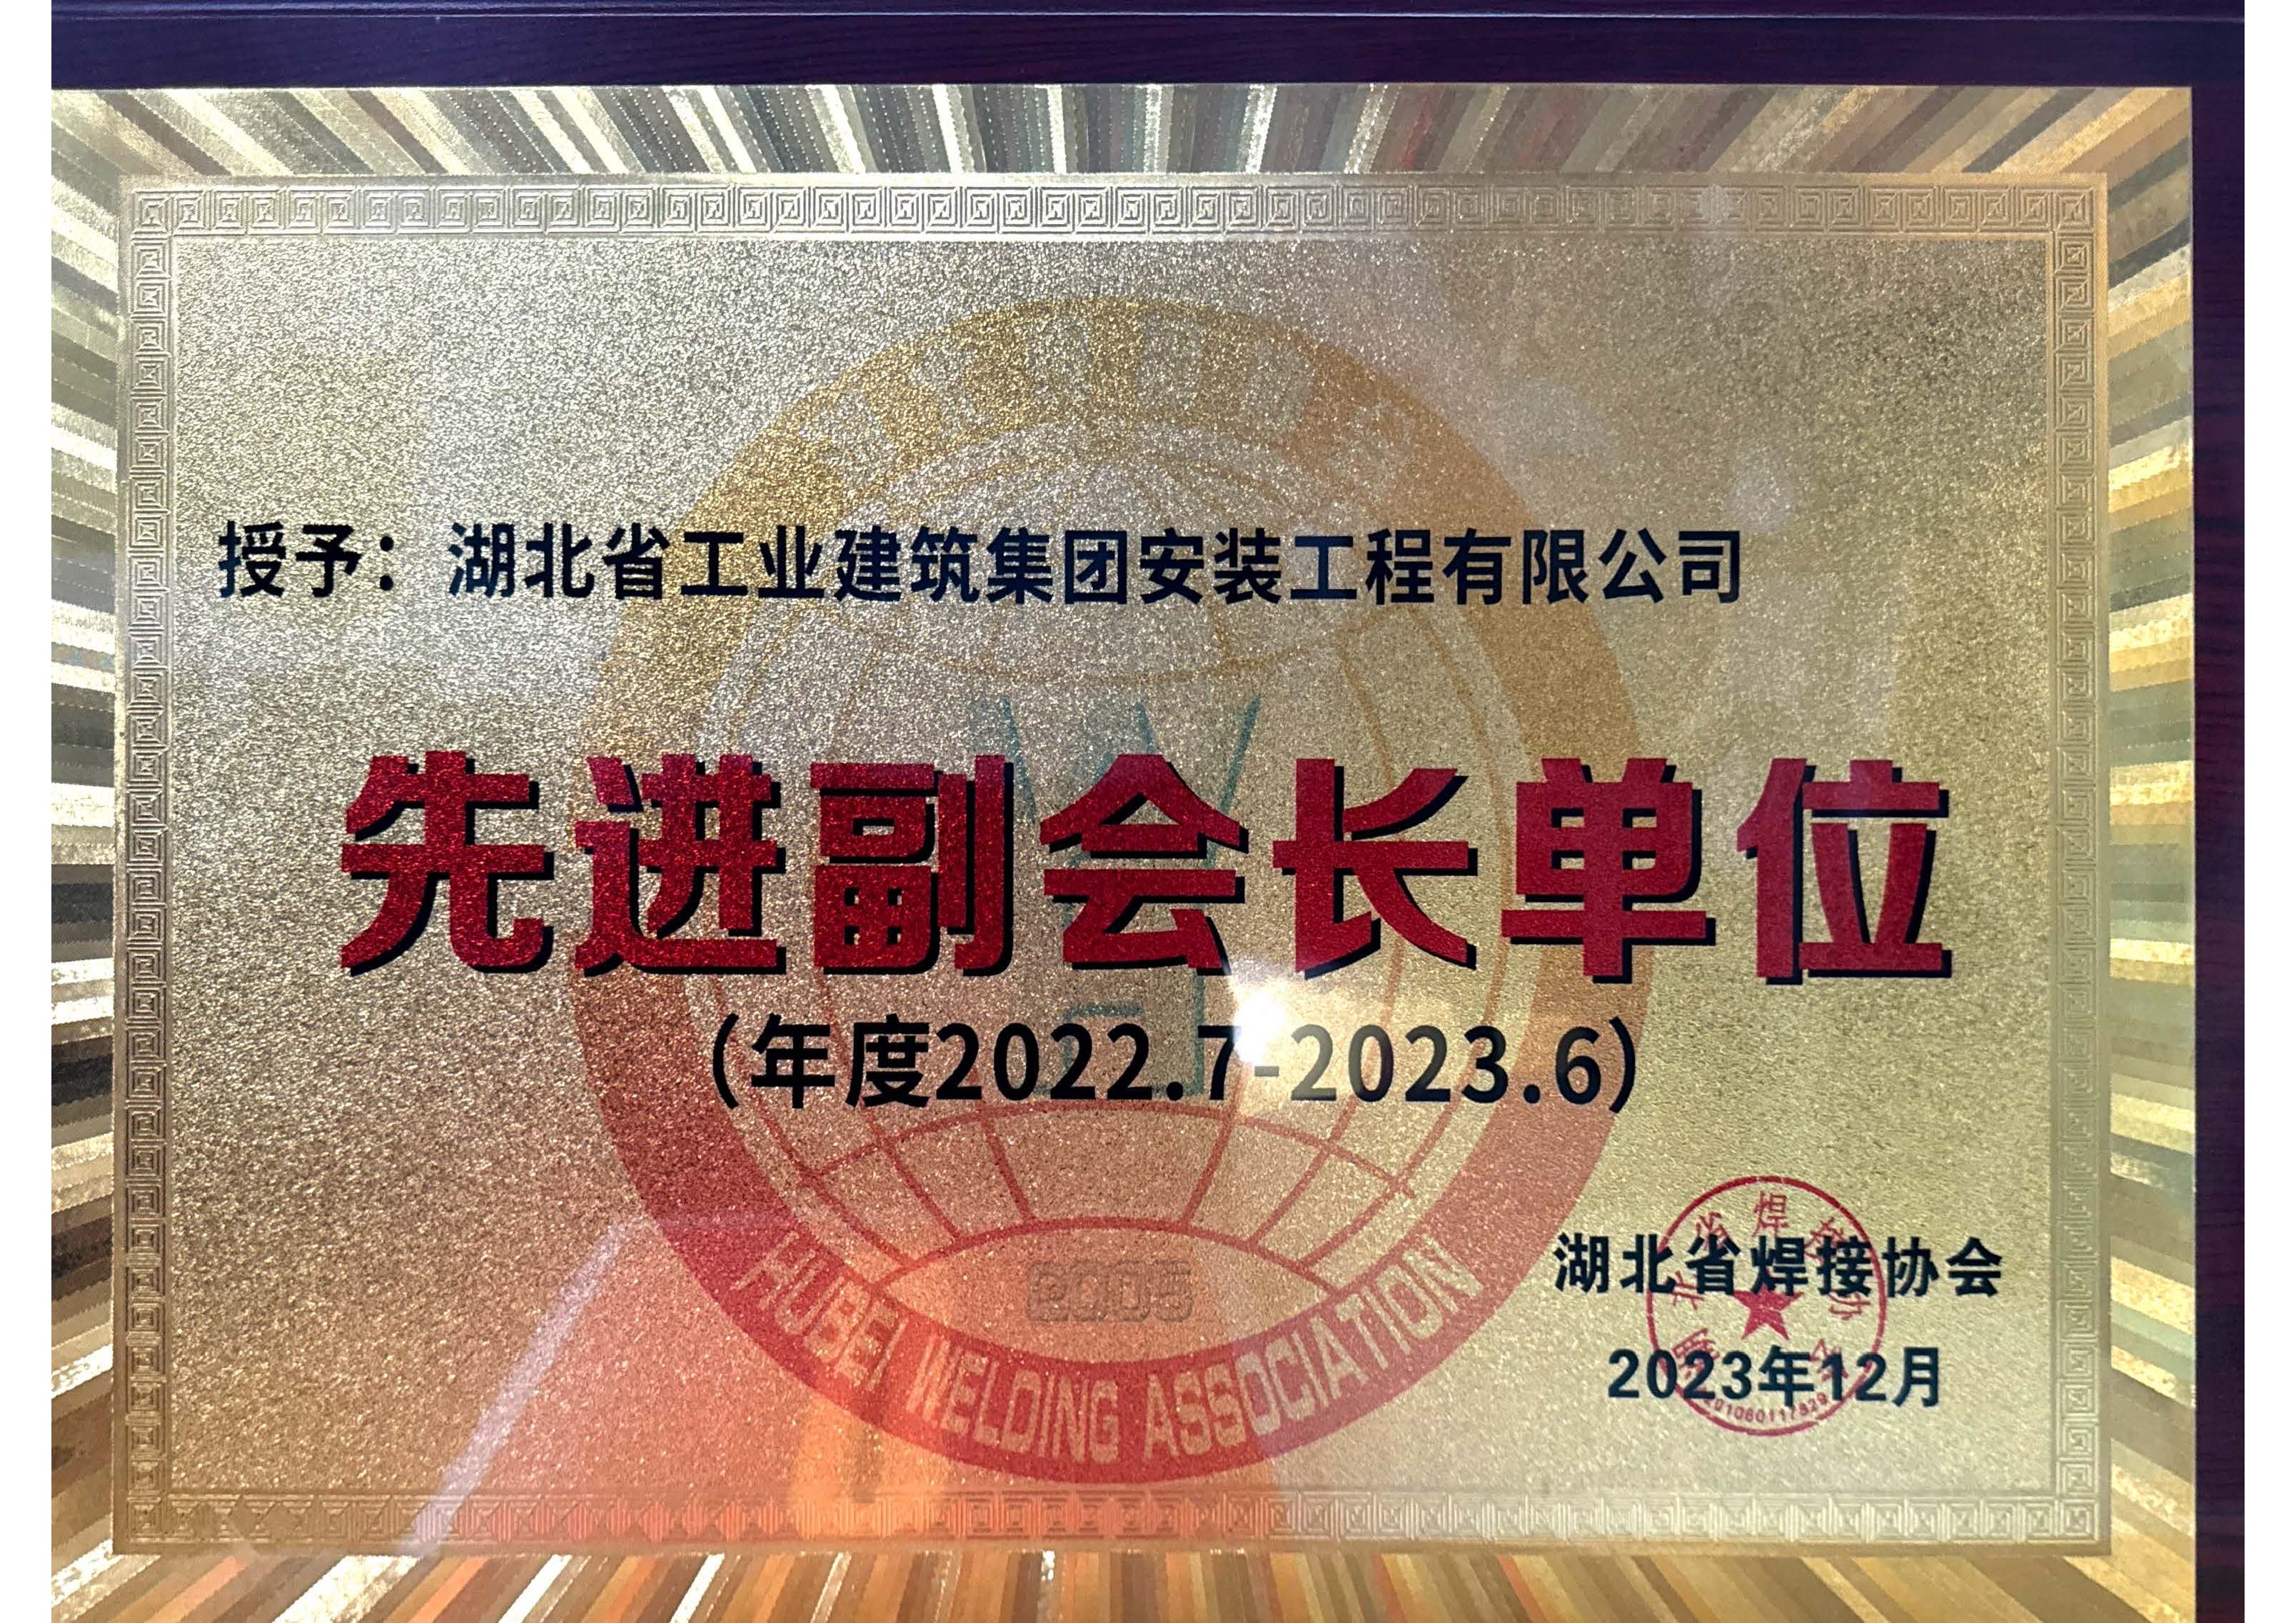 授予：湖北省工业建筑集团安装工程有限公司
先进副会长单位
（年度2022.7-2023.6）
2005
HUBEI WELDING ASSOCIATION
湖北省焊接协会
2023年12月